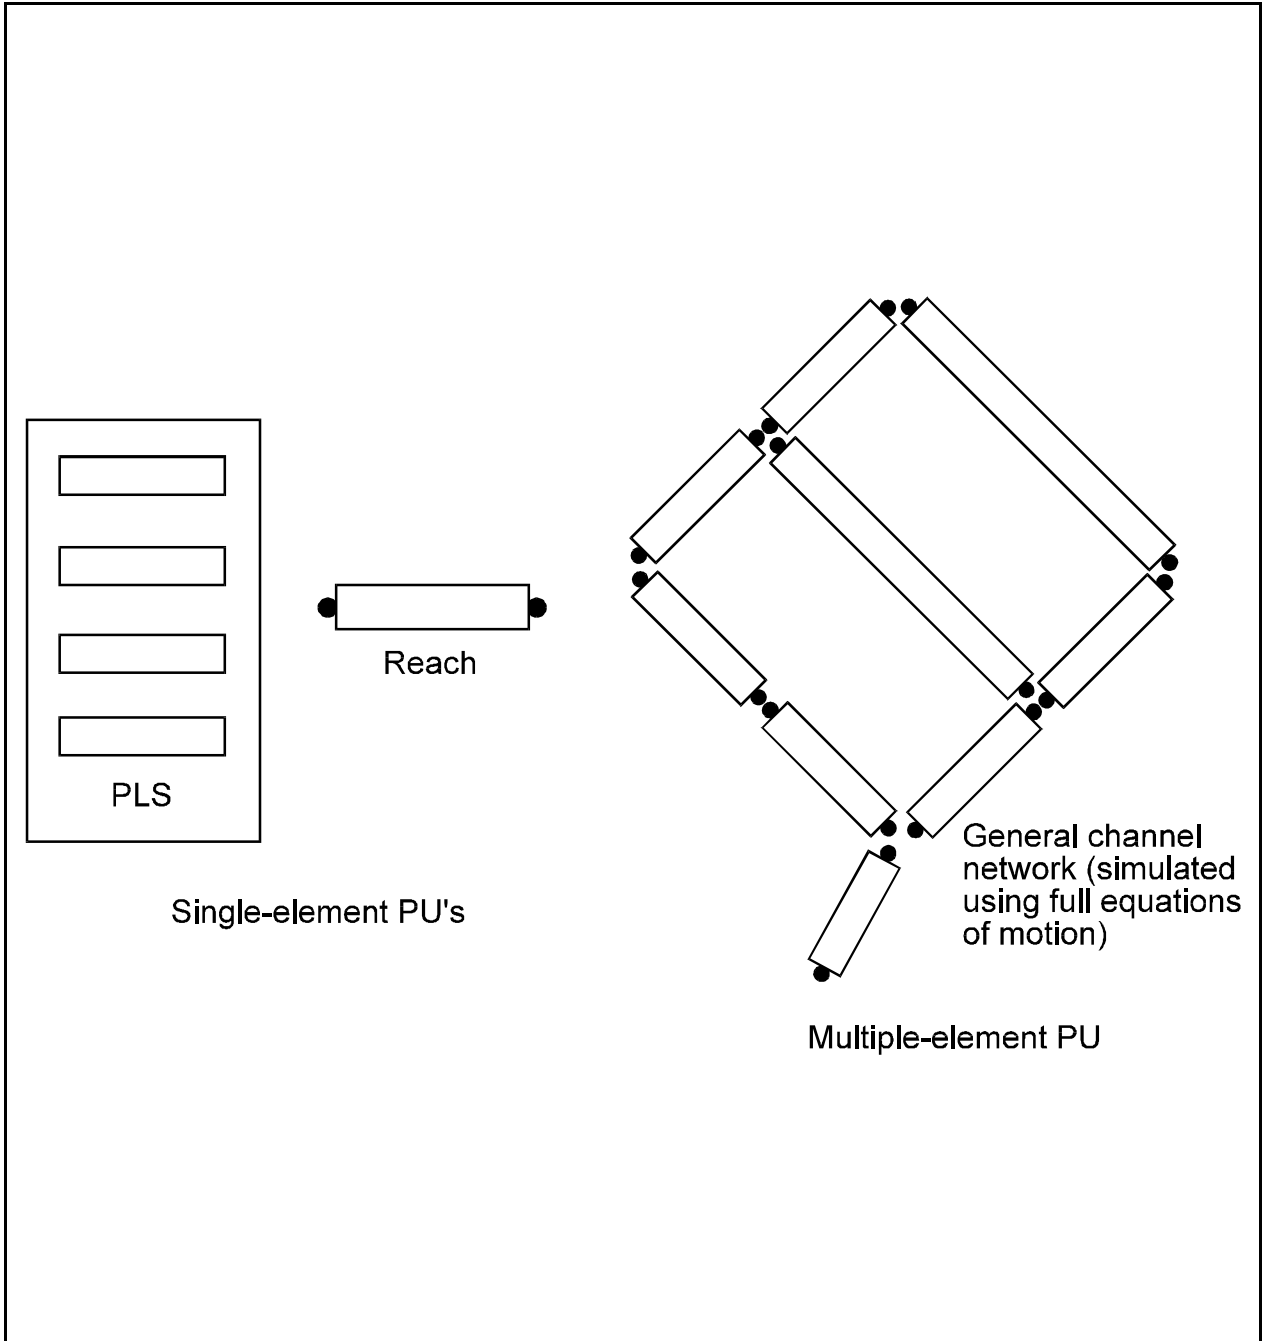 Reach
PLS
Single-element PU's
General channel
network (simulated
using full equations
of motion)
Multiple-element PU